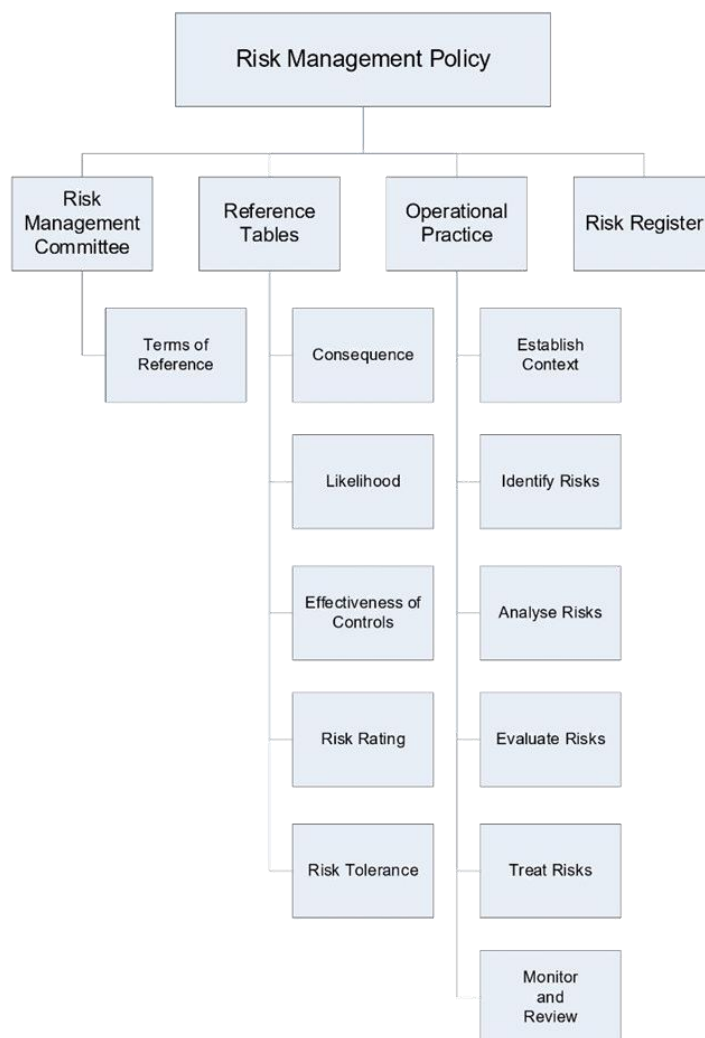 Risk Management Policy
Risk
Management
Committee
Reference
Tables
Operational
Practice
Risk Register
Terms of
Reference
Consequence
Establish
Context
Likelihood
Identify Risks
Effectiveness of
Controls
Analyse Risks
Risk Rating
Evaluate Risks
Risk Tolerance
Treat Risks
Monitor
and
Review